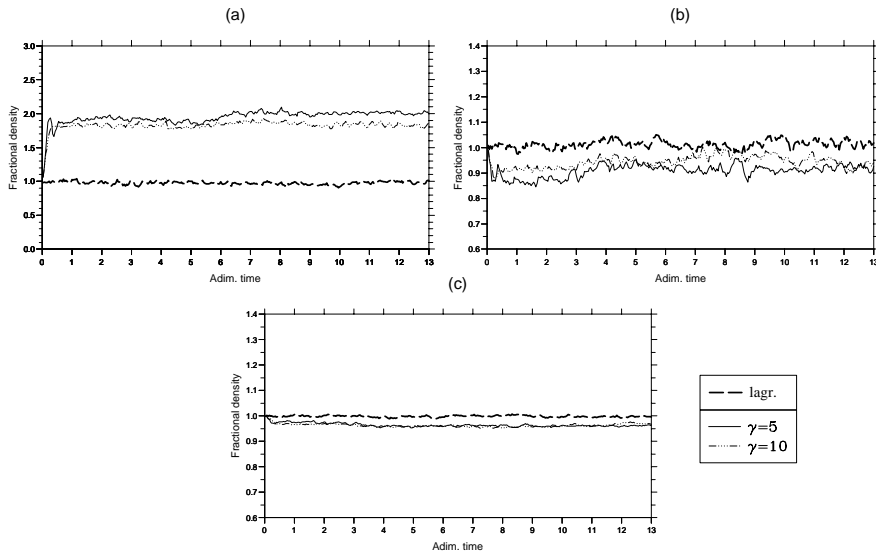 (a)
3.0
2.5
2.0
1.5
1.0
0.5
0.0
Fractional density
0 1 2 3 4 5 6 7 8 9 10 11 12 13
Adim. time
(b)
1.4
1.3
1.2
1.1
1.0
0.9
0.8
0.7
0.6
Fractional density
0 1 2 3 4 5 6 7 8 9 10 11 12 13
Adim. time
(c)
1.4
1.3
1.2
1.1
1.0
0.9
0.8
0.7
0.6
Fractional density
0 1 2 3 4 5 6 7 8 9 10 11 12 13
Adim. time
lagr.
γ=5
γ=10